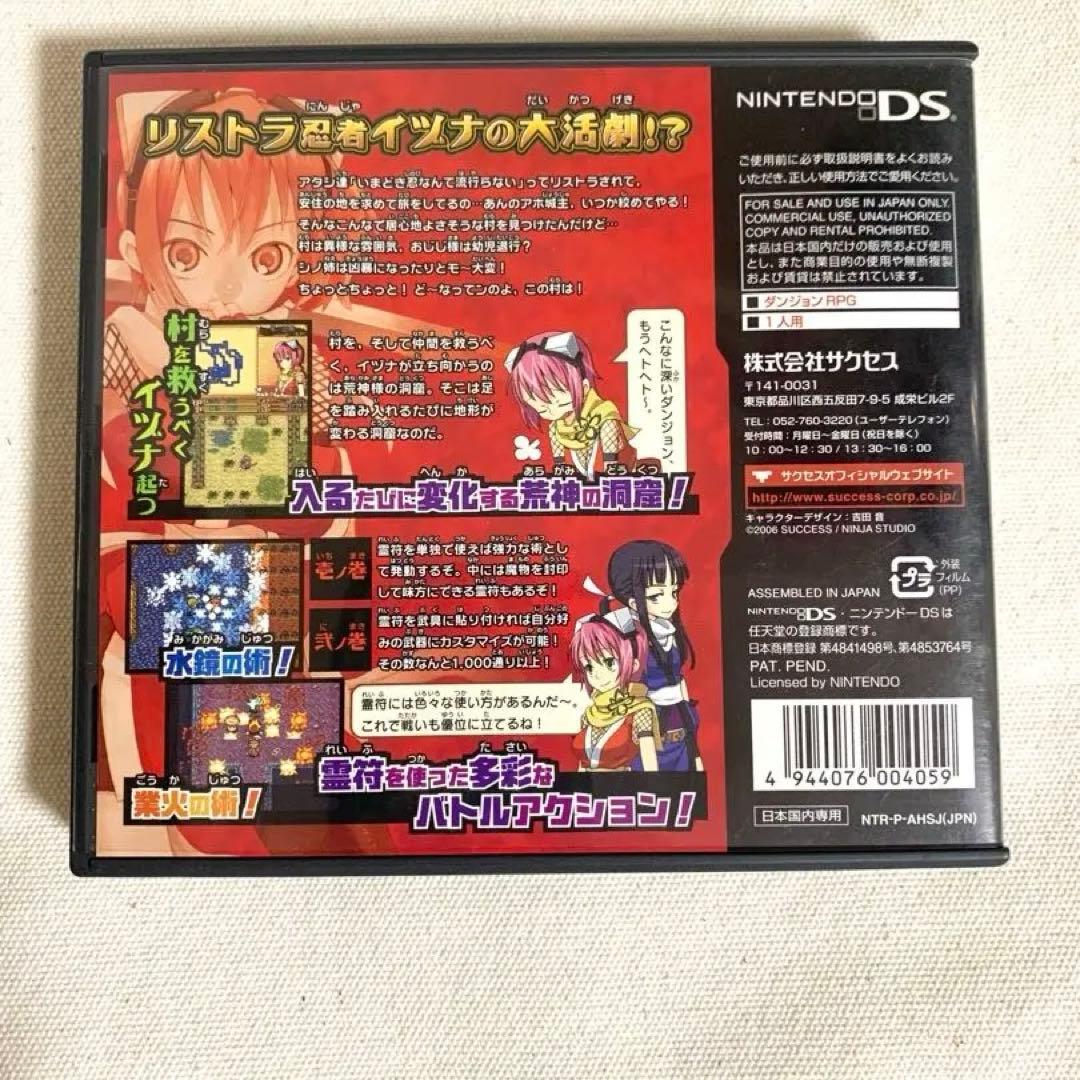 リストラ忍者イヅナの大活劇!?
アタシ達「いまどき忍なんて流行らない」ってリストラされて、
安住の地を求めて旅をしてるの…あんのアホ城主、いつか絞めてやる!
そんなこんなで居心地よさそうな村を見つけたんだけど…
村は異様な雰囲気、おじじ様は幼児退行?
シノ姉は凶暴になったりとモー大変!
ちょっとちょっと! ど〜なってンのよ、この村は!
村を救うべく
イヅナ起つ
村を、そして仲間を救うべ
く、イヅナが立ち向かうの
は荒神様の洞窟。そこは足
を踏み入れるたびに地形が
変わる洞窟なのだ。
こんなに深いダンジョン、
もうヘトヘト〜。
入るたびに変化する荒神の洞窟!
水鏡の術!
壱ノ巻
霊符を単独で使えば強力な術とし
て発動するぞ。中には魔物を封印
して味方にできる霊符もあるぞ!
弐ノ巻
霊符を武具に貼り付ければ自分好
みの武器にカスタマイズが可能!
その数なんと1,000通り以上!
業火の術!
霊符には色々な使い方があるんだ〜。
これで戦いも優位に立てるね!
霊符を使った多彩な
バトルアクション!
NINTENDO DS
ご使用前に必ず取扱説明書をよくお読み
いただき、正しい使用方法でご愛用ください。
FOR SALE AND USE IN JAPAN ONLY.
COMMERCIAL USE, UNAUTHORIZED
COPY AND RENTAL PROHIBITED.
本品は日本国内だけの販売および使用
とし、また商業目的の使用や無断複製
および賃貸は禁止されています。
■ ダンジョンRPG
■ 1人用
株式会社サクセス
〒141-0031
東京都品川区西五反田7-9-5 成栄ビル2F
TEL:052-760-3220(ユーザーテレフォン)
受付時間:月曜日〜金曜日(祝日を除く)
10:00〜12:30/13:30〜16:00
サクセスオフィシャルウェブサイト
http://www.success-corp.co.jp/
キャラクターデザイン:吉田 音
©2006 SUCCESS / NINJA STUDIO
プラ
外装
フィルム
(PP)
ASSEMBLED IN JAPAN
NINTENDO DS・ニンテンドーDSは
任天堂の登録商標です。
日本商標登録 第4841498号、第4853764号
PAT. PEND.
Licensed by NINTENDO
4 944076 004059
日本国内専用
NTR-P-AHSJ(JPN)